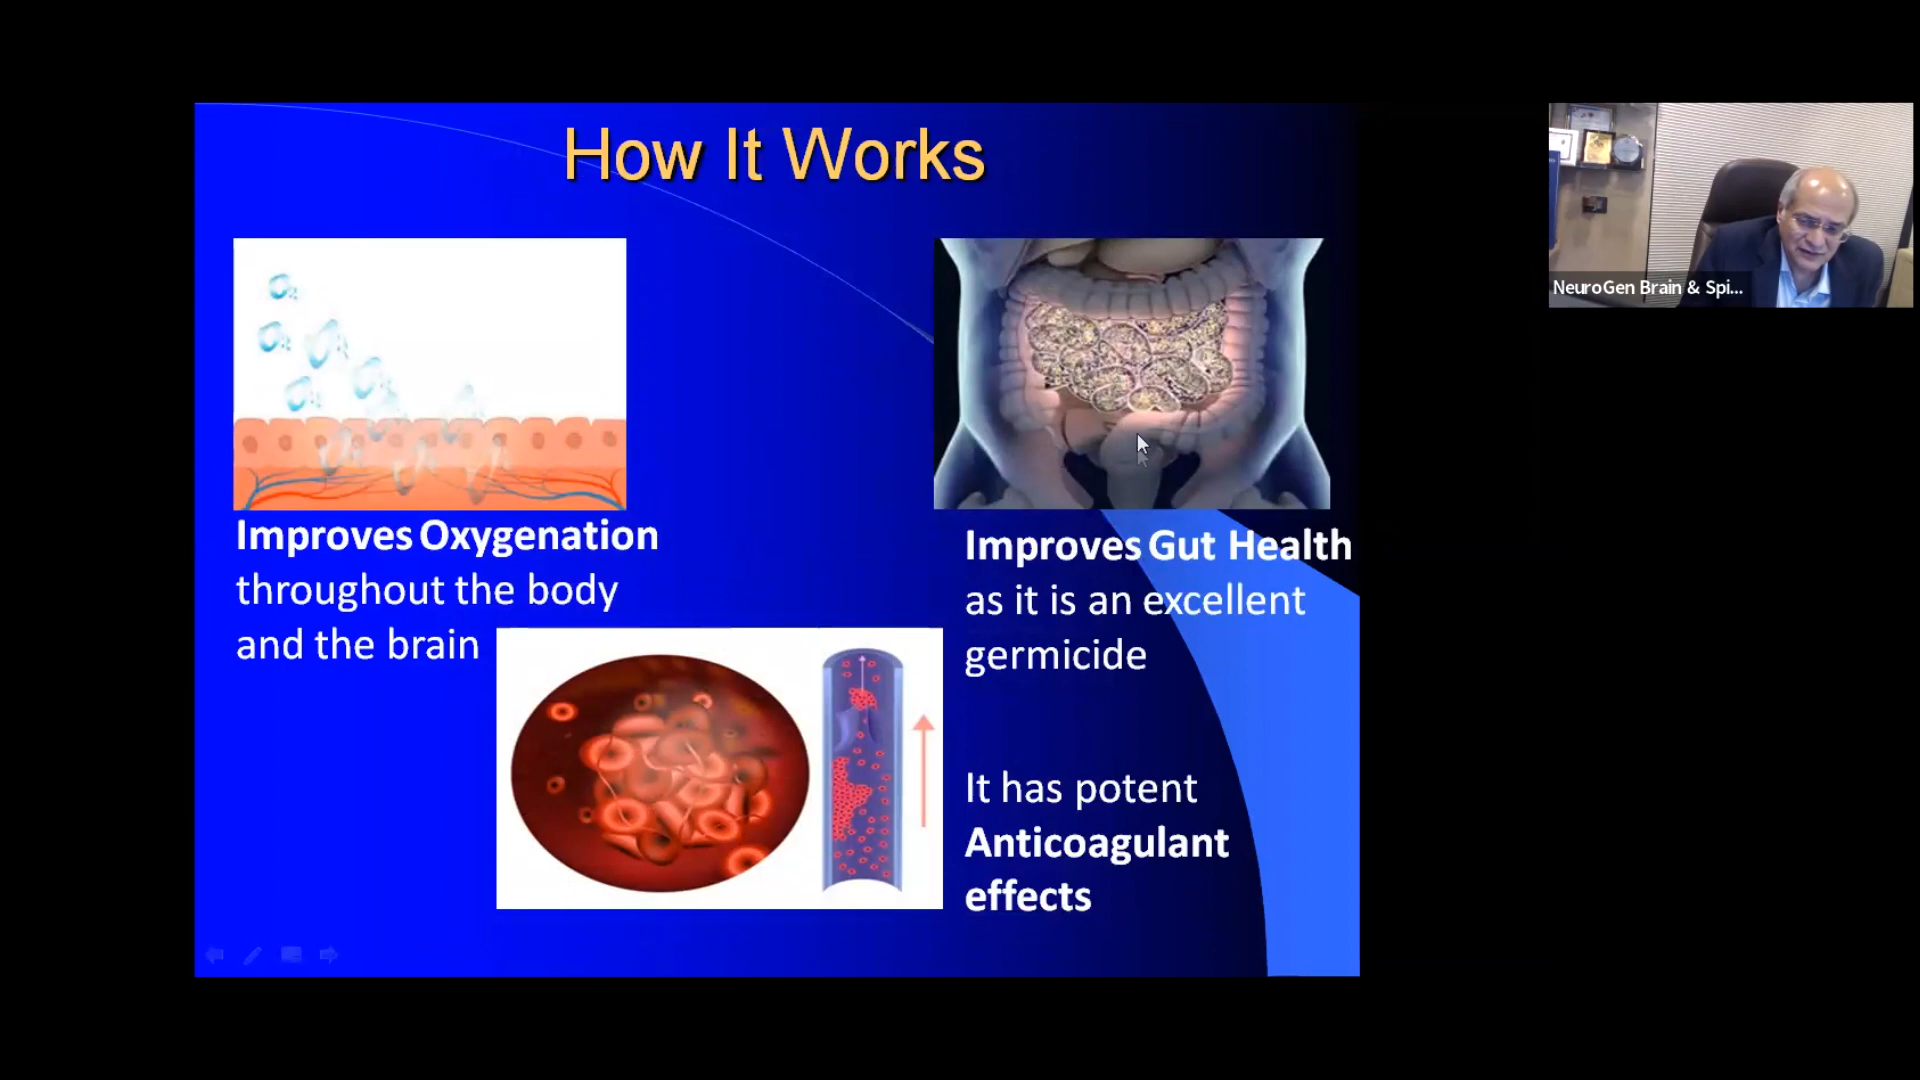 How It Works
Improves Oxygenation
throughout the body
and the brain
Improves Gut Health
as it is an excellent
germicide
It has potent
Anticoagulant
effects
NeuroGen Brain & Spi...